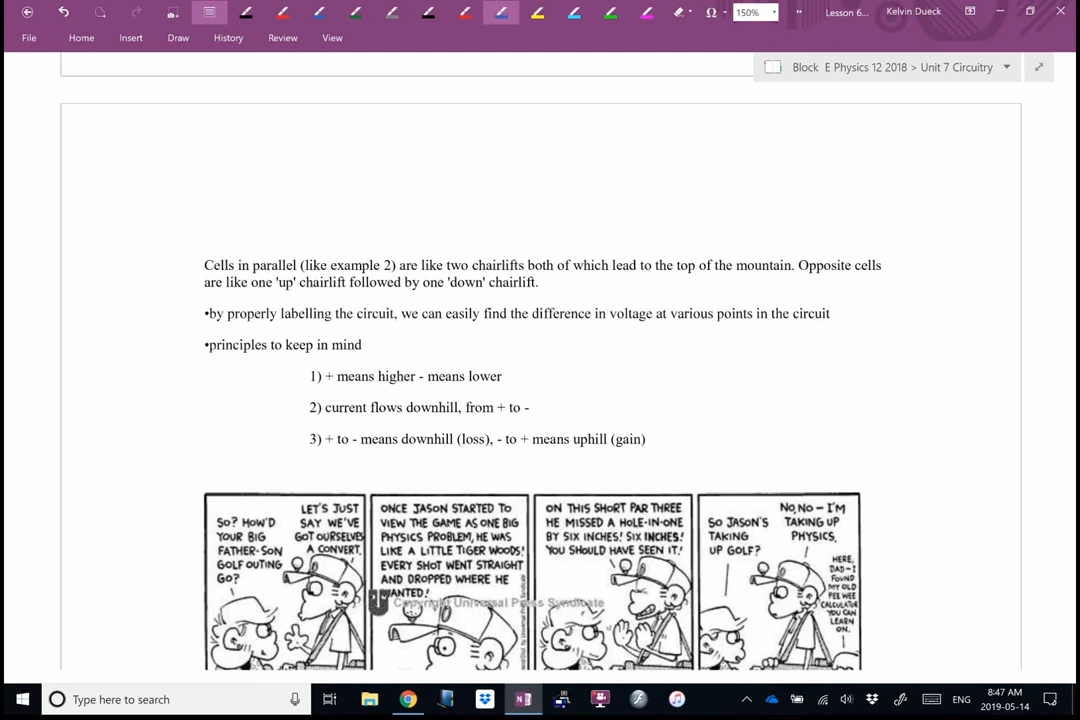 150%
Lesson 6...
Kelvin Dueck
File
Home
Insert
Draw
History
Review
View
Block E Physics 12 2018 > Unit 7 Circuitry
Cells in parallel (like example 2) are like two chairlifts both of which lead to the top of the mountain. Opposite cells
are like one 'up' chairlift followed by one 'down' chairlift.
•by properly labelling the circuit, we can easily find the difference in voltage at various points in the circuit
•principles to keep in mind
1) + means higher - means lower
2) current flows downhill, from + to -
3) + to - means downhill (loss), - to + means uphill (gain)
SO? HOW'D
YOUR BIG
FATHER-SON
GOLF OUTING
GO?
LET'S JUST
SAY WE'VE
GOT OURSELVES
A CONVERT.
ONCE JASON STARTED TO
VIEW THE GAME AS ONE BIG
PHYSICS PROBLEM, HE WAS
LIKE A LITTLE TIGER WOODS!
EVERY SHOT WENT STRAIGHT
AND DROPPED WHERE HE
WANTED!
Copyright Universal Press Syndicate
ON THIS SHORT PAR THREE
HE MISSED A HOLE-IN-ONE
BY SIX INCHES! SIX INCHES!
YOU SHOULD HAVE SEEN IT!
SO JASON'S
TAKING
UP GOLF?
NO, NO – I'M
TAKING UP
PHYSICS.
HERE,
DAD – I
FOUND
MY OLD
PEE WEE
CALCULATOR
YOU CAN
LEARN
ON.
Type here to search
ENG
8:47 AM
2019-05-14